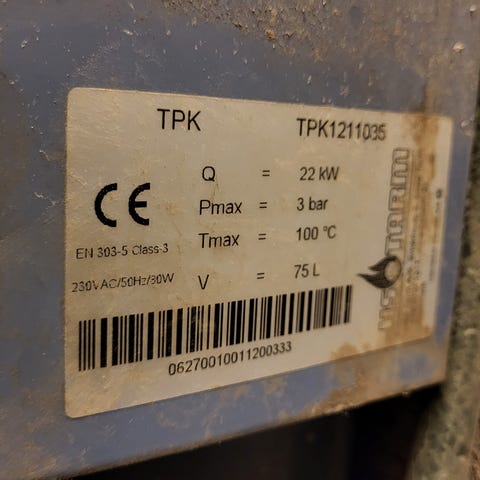 TPK TPK1211035
Q = 22 kW
Pmax = 3 bar
Tmax = 100 °C
V = 75 L
CE
EN 303-5 Class-3
230VAC/50Hz/80W
06270010011200333